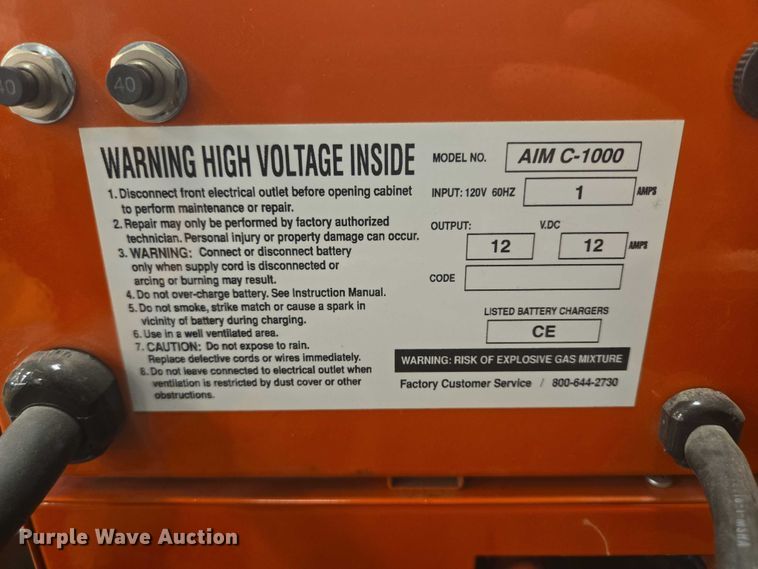 40
40
WARNING HIGH VOLTAGE INSIDE
1. Disconnect front electrical outlet before opening cabinet
to perform maintenance or repair.
2. Repair may only be performed by factory authorized
technician. Personal injury or property damage can occur.
3. WARNING: Connect or disconnect battery
only when supply cord is disconnected or
arcing or burning may result.
4. Do not over-charge battery. See Instruction Manual.
5. Do not smoke, strike match or cause a spark in
vicinity of battery during charging.
6. Use in a well ventilated area.
7. CAUTION: Do not expose to rain.
Replace defective cords or wires immediately.
8. Do not leave connected to electrical outlet when
ventilation is restricted by dust cover or other
obstructions.
MODEL NO. AIM C-1000
INPUT: 120V 60HZ 1 AMPS
OUTPUT: V.DC
12 12 AMPS
CODE
LISTED BATTERY CHARGERS
CE
WARNING: RISK OF EXPLOSIVE GAS MIXTURE
Factory Customer Service / 800-644-2730
Purple Wave Auction